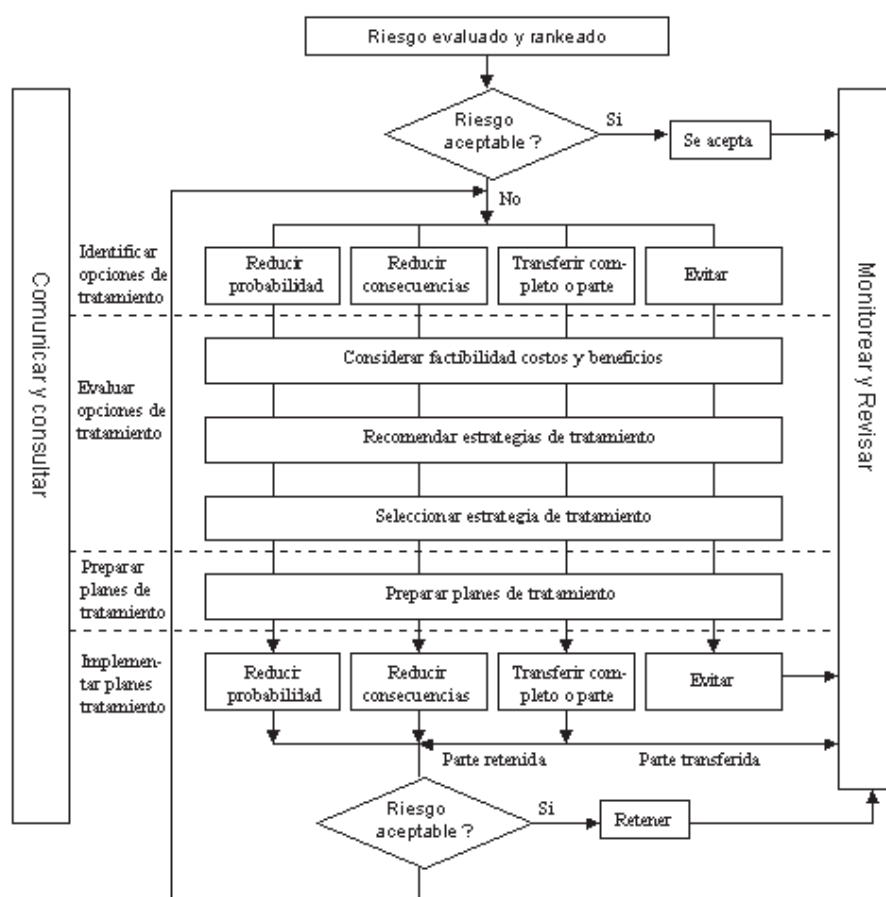 Riesgo evaluado y rankeado
Riesgo
aceptable ?
Si
Se acepta
No
Comunicar y consultar
Monitorear y Revisar
Identificar
opciones de
tratamiento
Reducir
probabilidad
Reducir
consecuencias
Transferir com-
pleto o parte
Evitar
Evaluar
opciones de
tratamiento
Considerar factibilidad costos y beneficios
Recomendar estrategias de tratamiento
Seleccionar estrategia de tratamiento
Preparar
planes de
tratamiento
Preparar planes de tratamiento
Implemen-
tar planes
tratamiento
Reducir
probabilidad
Reducir
consecuencias
Transferir com-
pleto o parte
Evitar
Parte retenida
Parte transferida
Riesgo
aceptable ?
Si
Retener